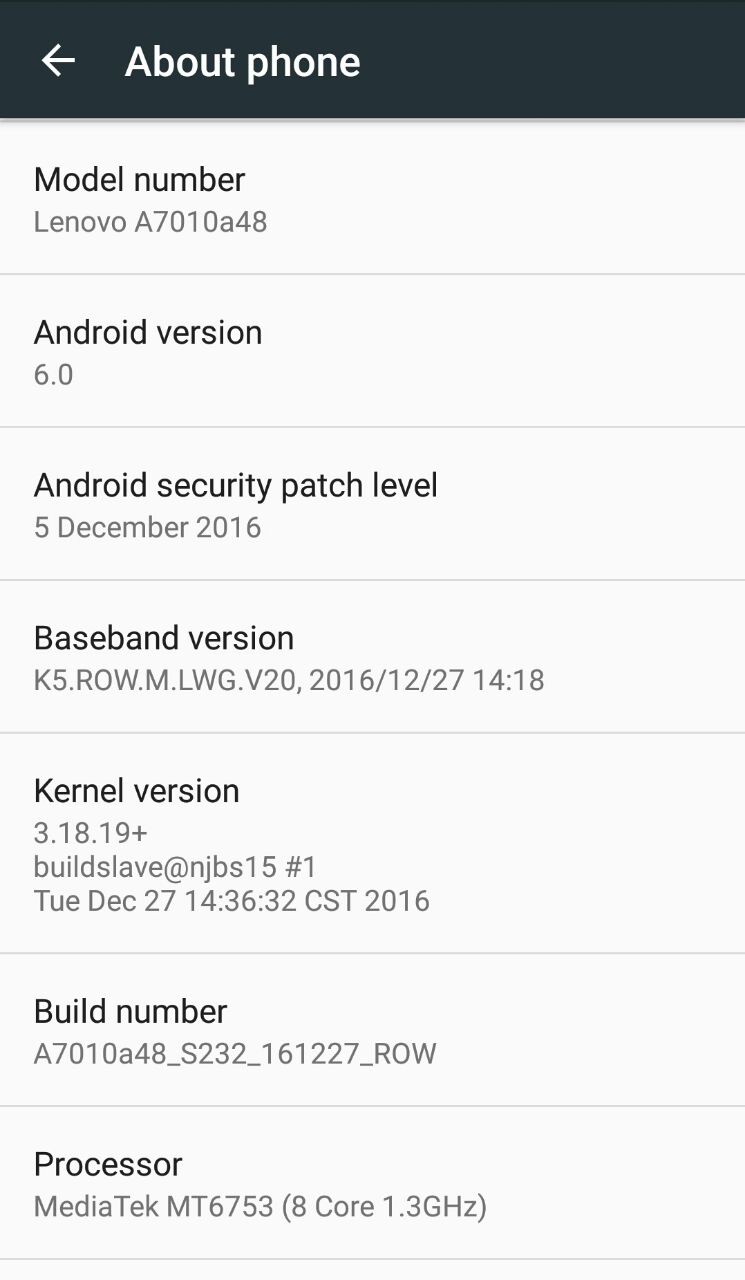 About phone
Model number
Lenovo A7010a48
Android version
6.0
Android security patch level
5 December 2016
Baseband version
K5.ROW.M.LWG.V20, 2016/12/27 14:18
Kernel version
3.18.19+
buildslave@njbs15 #1
Tue Dec 27 14:36:32 CST 2016
Build number
A7010a48_S232_161227_ROW
Processor
MediaTek MT6753 (8 Core 1.3GHz)